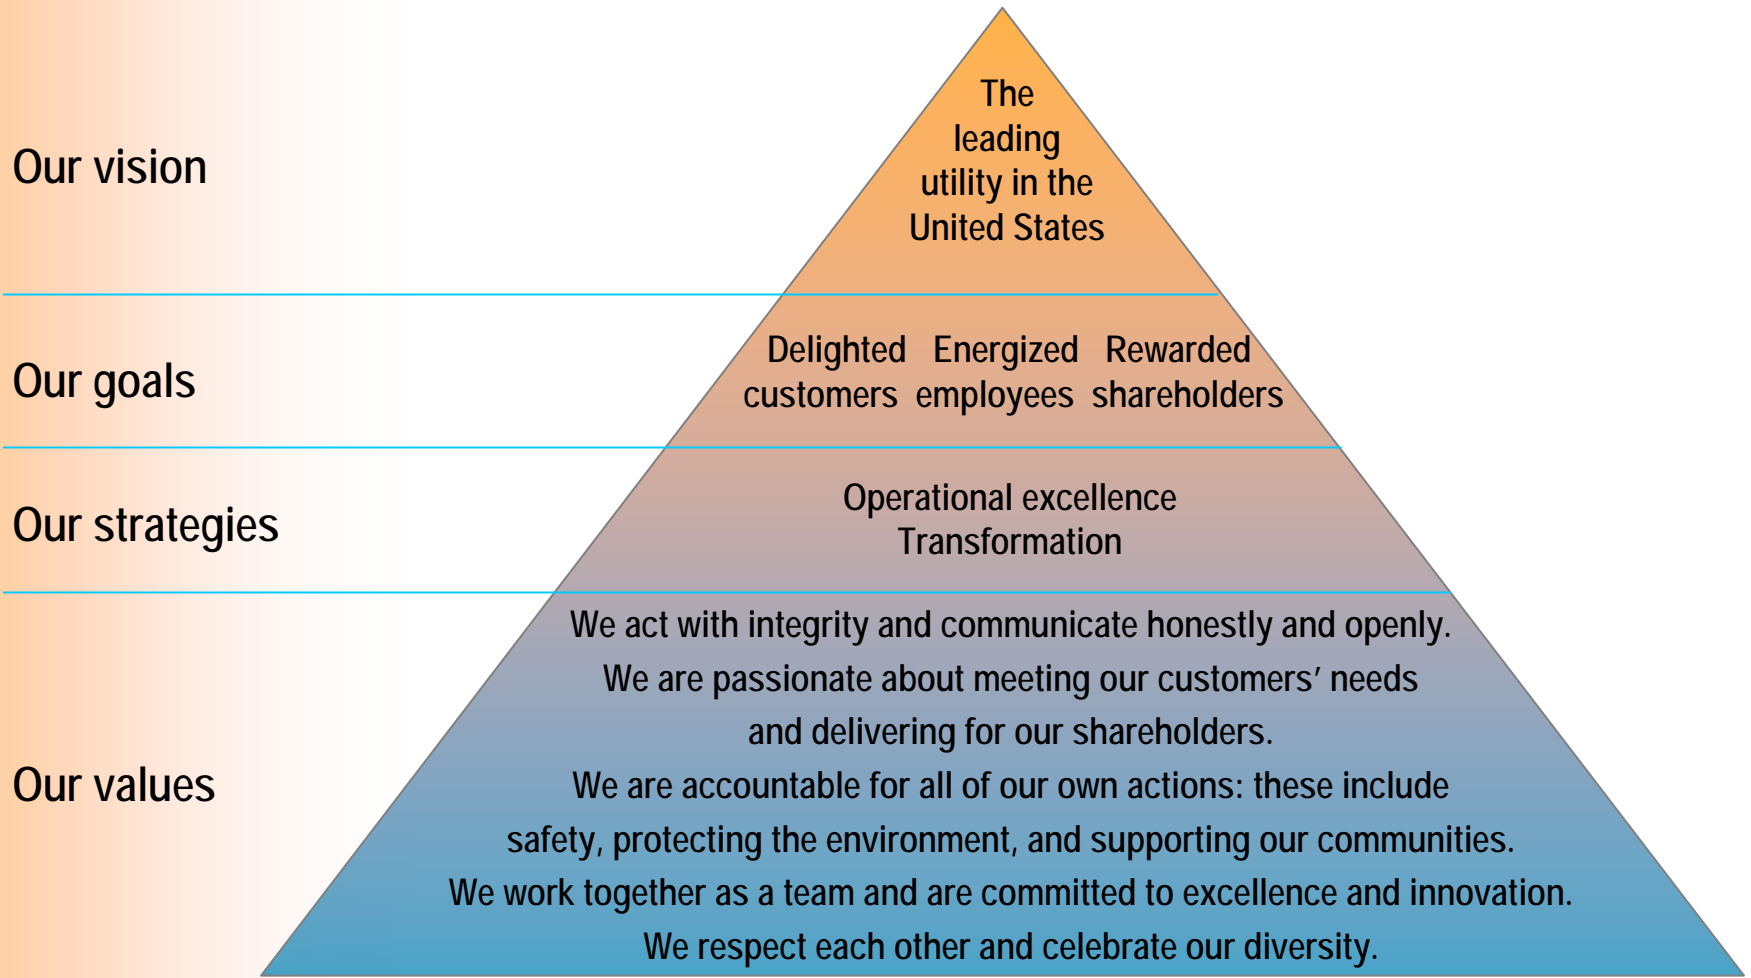 Our vision
The
leading
utility in the
United States
Our goals
Delighted Energized Rewarded
customers employees shareholders
Our strategies
Operational excellence
Transformation
Our values
We act with integrity and communicate honestly and openly.
We are passionate about meeting our customers’ needs
and delivering for our shareholders.
We are accountable for all of our own actions: these include
safety, protecting the environment, and supporting our communities.
We work together as a team and are committed to excellence and innovation.
We respect each other and celebrate our diversity.